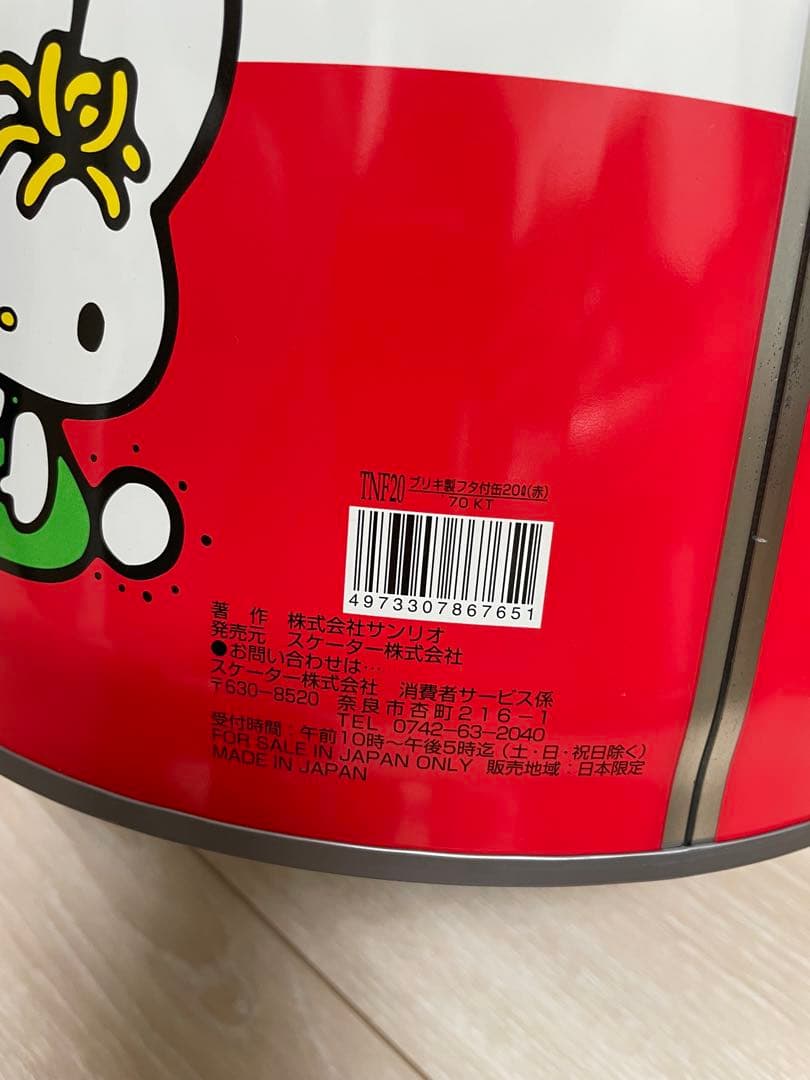 TNF20 ブリキ製フタ付缶20ℓ(赤)
70 KT
4973307867651
著　作　株式会社サンリオ
発売元　スケーター株式会社
●お問い合わせは…
スケーター株式会社　消費者サービス係
〒630−8520　奈良市杏町216−1
TEL 0742−63−2040
受付時間：午前10時〜午後5時迄（土・日・祝日除く）
FOR SALE IN JAPAN ONLY　販売地域：日本限定
MADE IN JAPAN